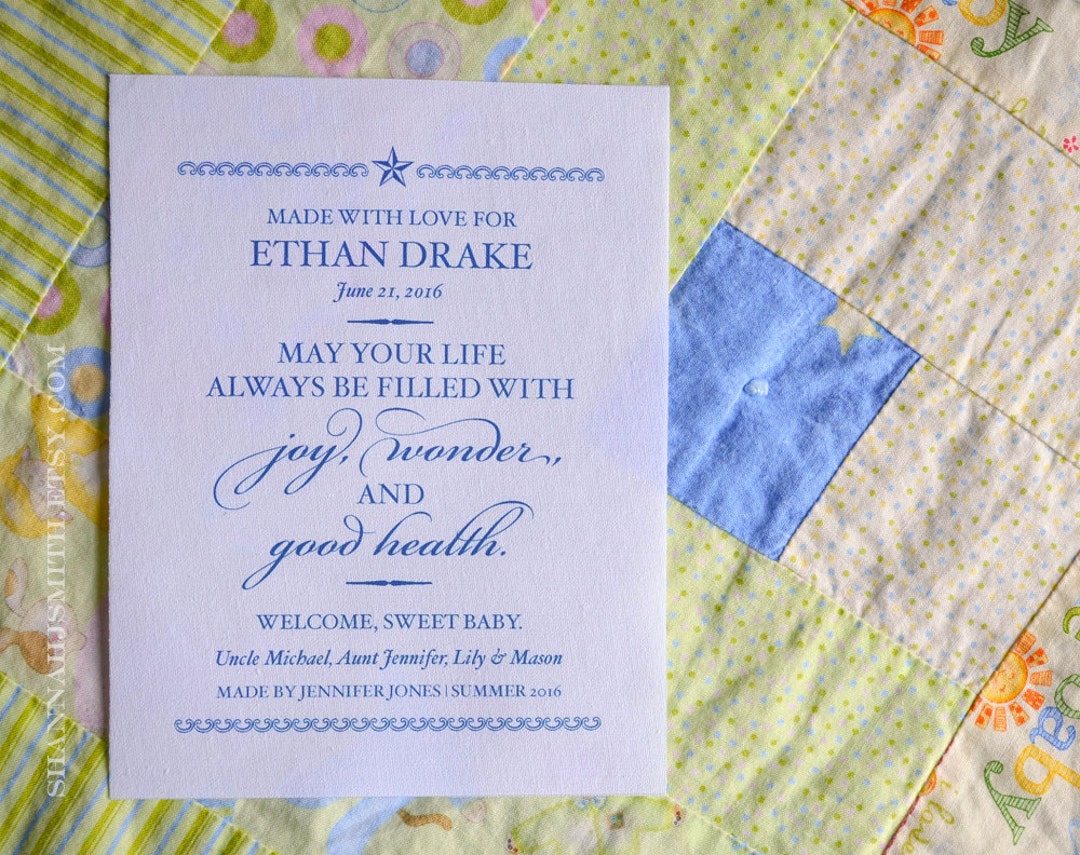 MADE WITH LOVE FOR
ETHAN DRAKE
June 21, 2016
MAY YOUR LIFE
ALWAYS BE FILLED WITH
joy, wonder,
AND
good health.
WELCOME, SWEET BABY.
Uncle Michael, Aunt Jennifer, Lily & Mason
MADE BY JENNIFER JONES | SUMMER 2016
SHANNAHJSMITH.ETSY.COM